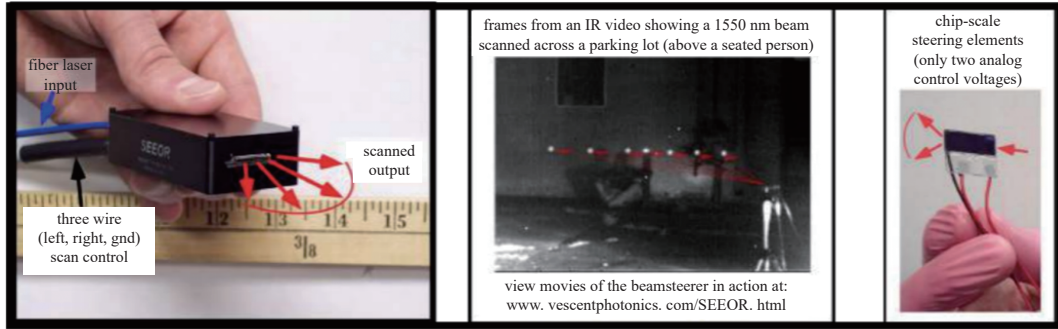 fiber laser
input
SEEOR
scanned
output
three wire
(left, right, gnd)
scan control
12
13
14
15
3/8
frames from an IR video showing a 1550 nm beam
scanned across a parking lot (above a seated person)
view movies of the beamsteerer in action at:
www. vescentphotonics. com/SEEOR. html
chip-scale
steering elements
(only two analog
control voltages)